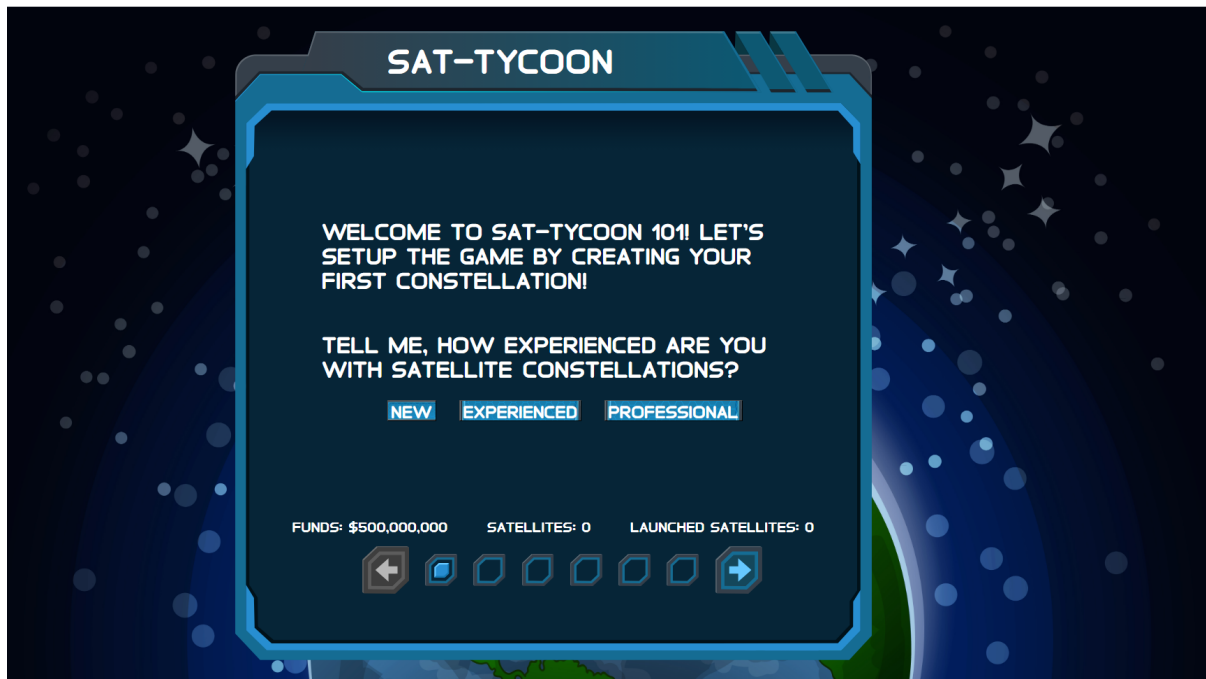 SAT-TYCOON
WELCOME TO SAT-TYCOON 101! LET'S
SETUP THE GAME BY CREATING YOUR
FIRST CONSTELLATION!
TELL ME, HOW EXPERIENCED ARE YOU
WITH SATELLITE CONSTELLATIONS?
NEW EXPERIENCED PROFESSIONAL
FUNDS: $500,000,000 SATELLITES: 0 LAUNCHED SATELLITES: 0